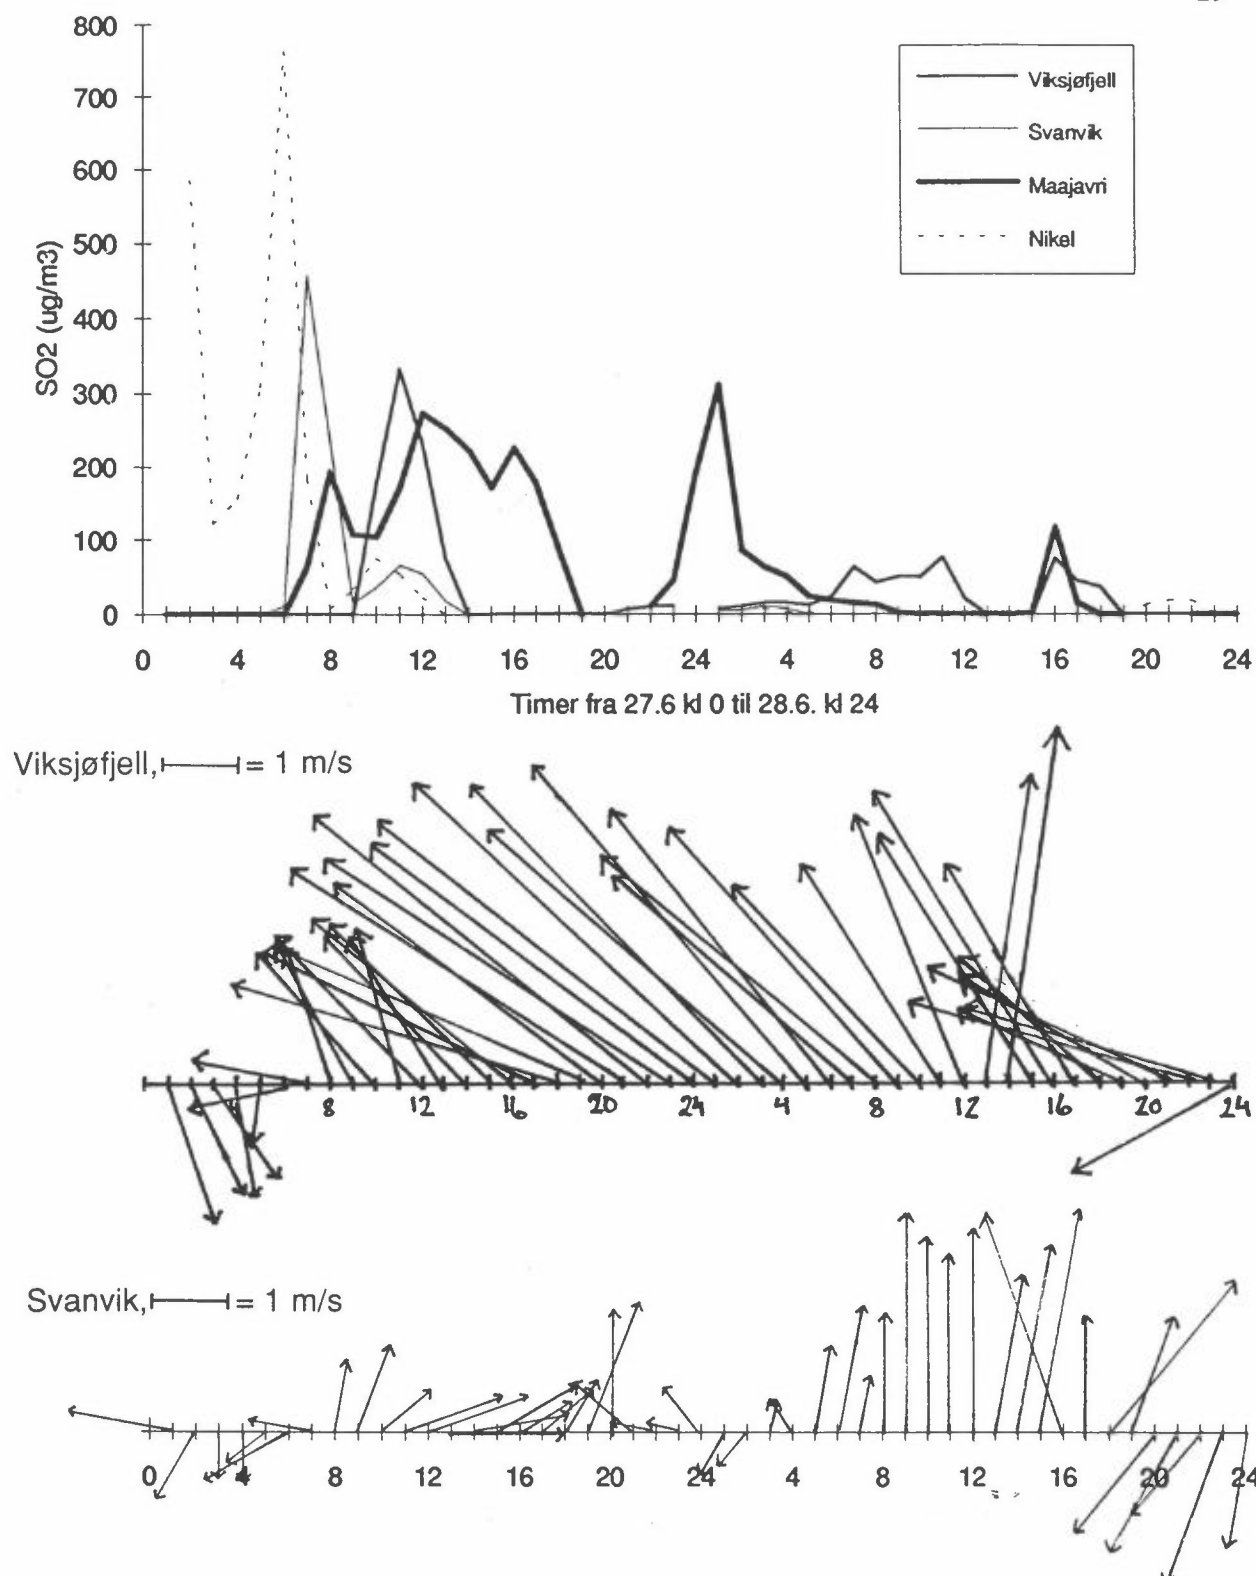 800
700
600
500
400
300
200
100
0
SO2 (ug/m3)
Viksjøfjell
Svanvik
Maajavri
Nikel
0 4 8 12 16 20 24 4 8 12 16 20 24
Timer fra 27.6 kl 0 til 28.6. kl 24
Viksjøfjell, = 1 m/s
8 12 16 20 24 4 8 12 16 20 24
Svanvik, = 1 m/s
0 4 8 12 16 20 24 4 8 12 16 20 24